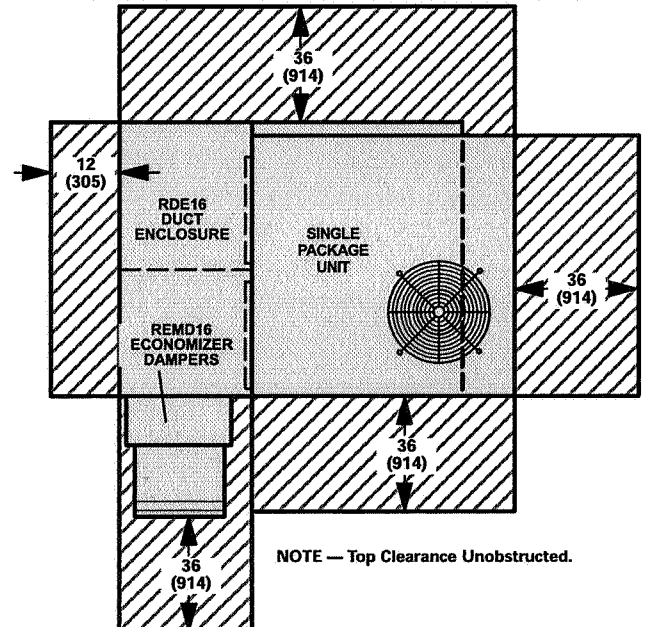 36
(914)
12
(305)
RDE16
DUCT
ENCLOSURE
SINGLE
PACKAGE
UNIT
36
(914)
REMD16
ECONOMIZER
DAMPERS
36
(914)
36
(914)
NOTE — Top Clearance Unobstructed.